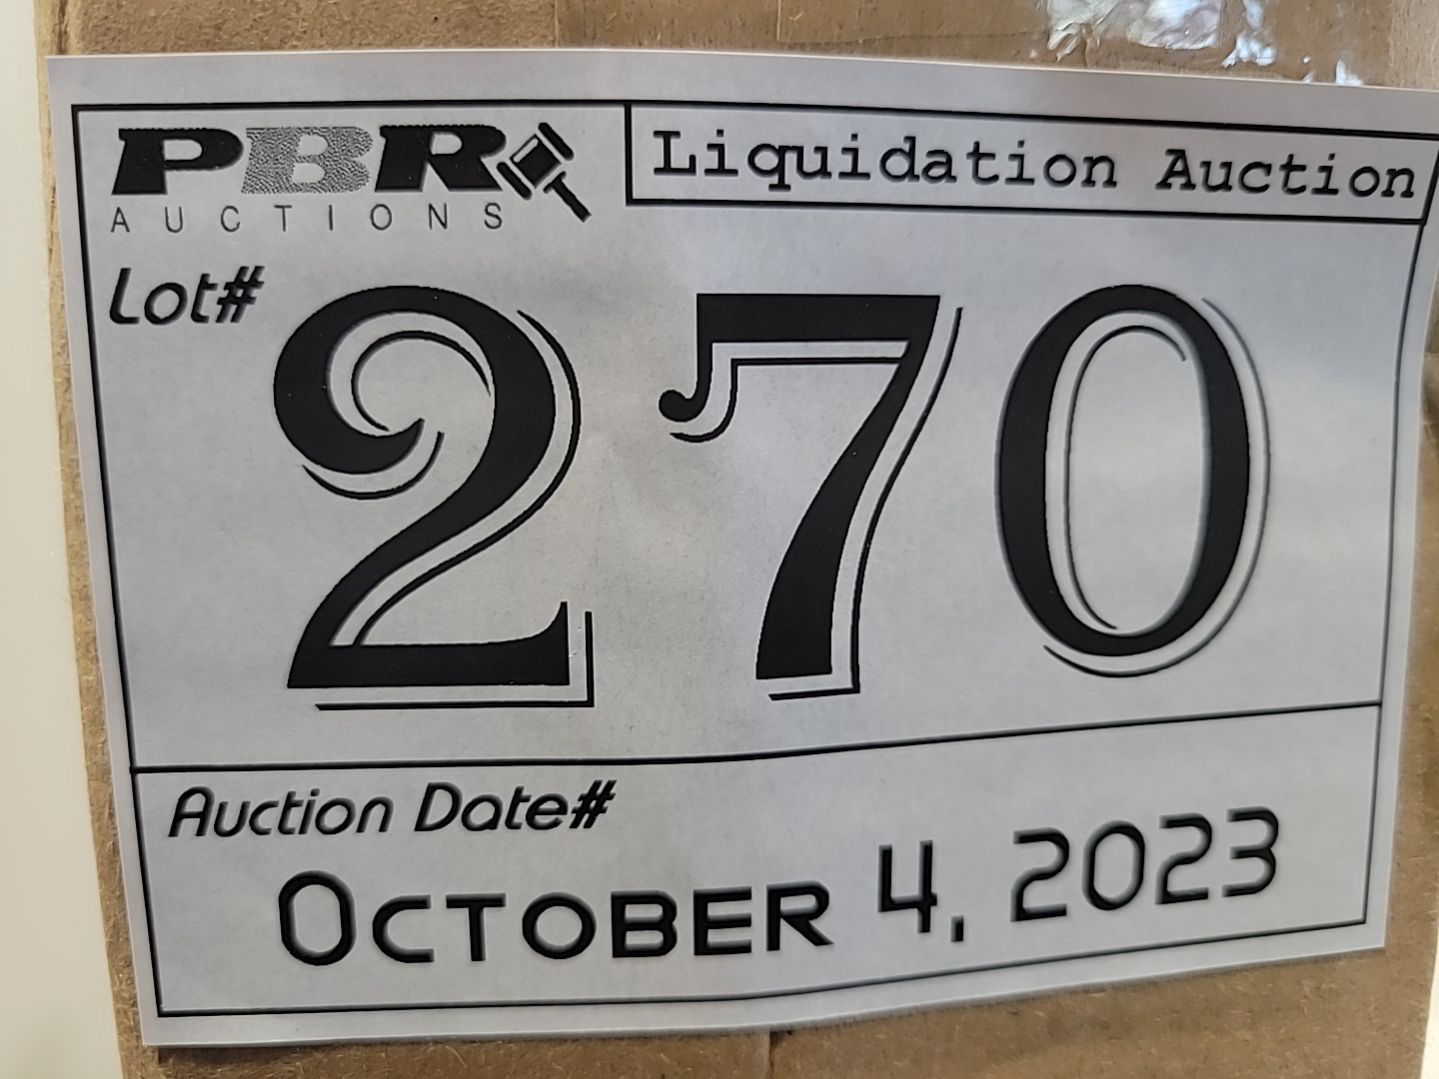 PBR
AUCTIONS
Liquidation Auction
Lot#
270
Auction Date#
OCTOBER 4, 2023